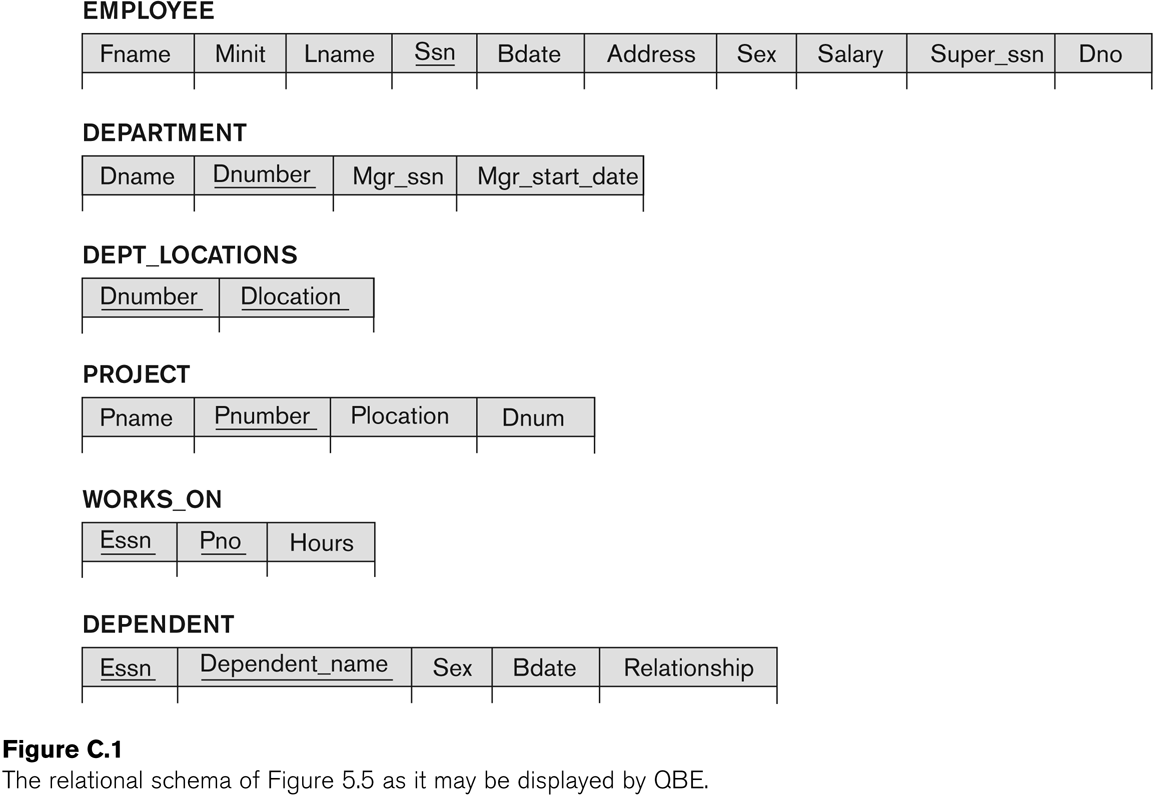 EMPLOYEE
Fname Minit Lname Ssn Bdate Address Sex Salary Super_ssn Dno
DEPARTMENT
Dname Dnumber Mgr_ssn Mgr_start_date
DEPT_LOCATIONS
Dnumber Dlocation
PROJECT
Pname Pnumber Plocation Dnum
WORKS_ON
Essn Pno Hours
DEPENDENT
Essn Dependent_name Sex Bdate Relationship
Figure C.1
The relational schema of Figure 5.5 as it may be displayed by QBE.